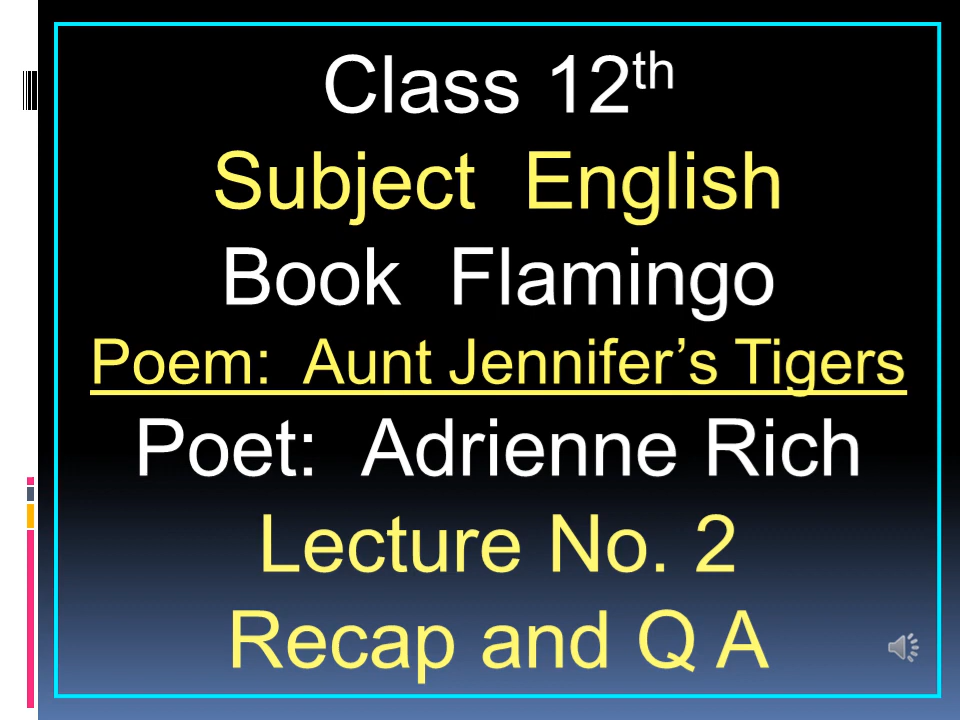 Class 12th
Subject English
Book Flamingo
Poem: Aunt Jennifer’s Tigers
Poet: Adrienne Rich
Lecture No. 2
Recap and Q A